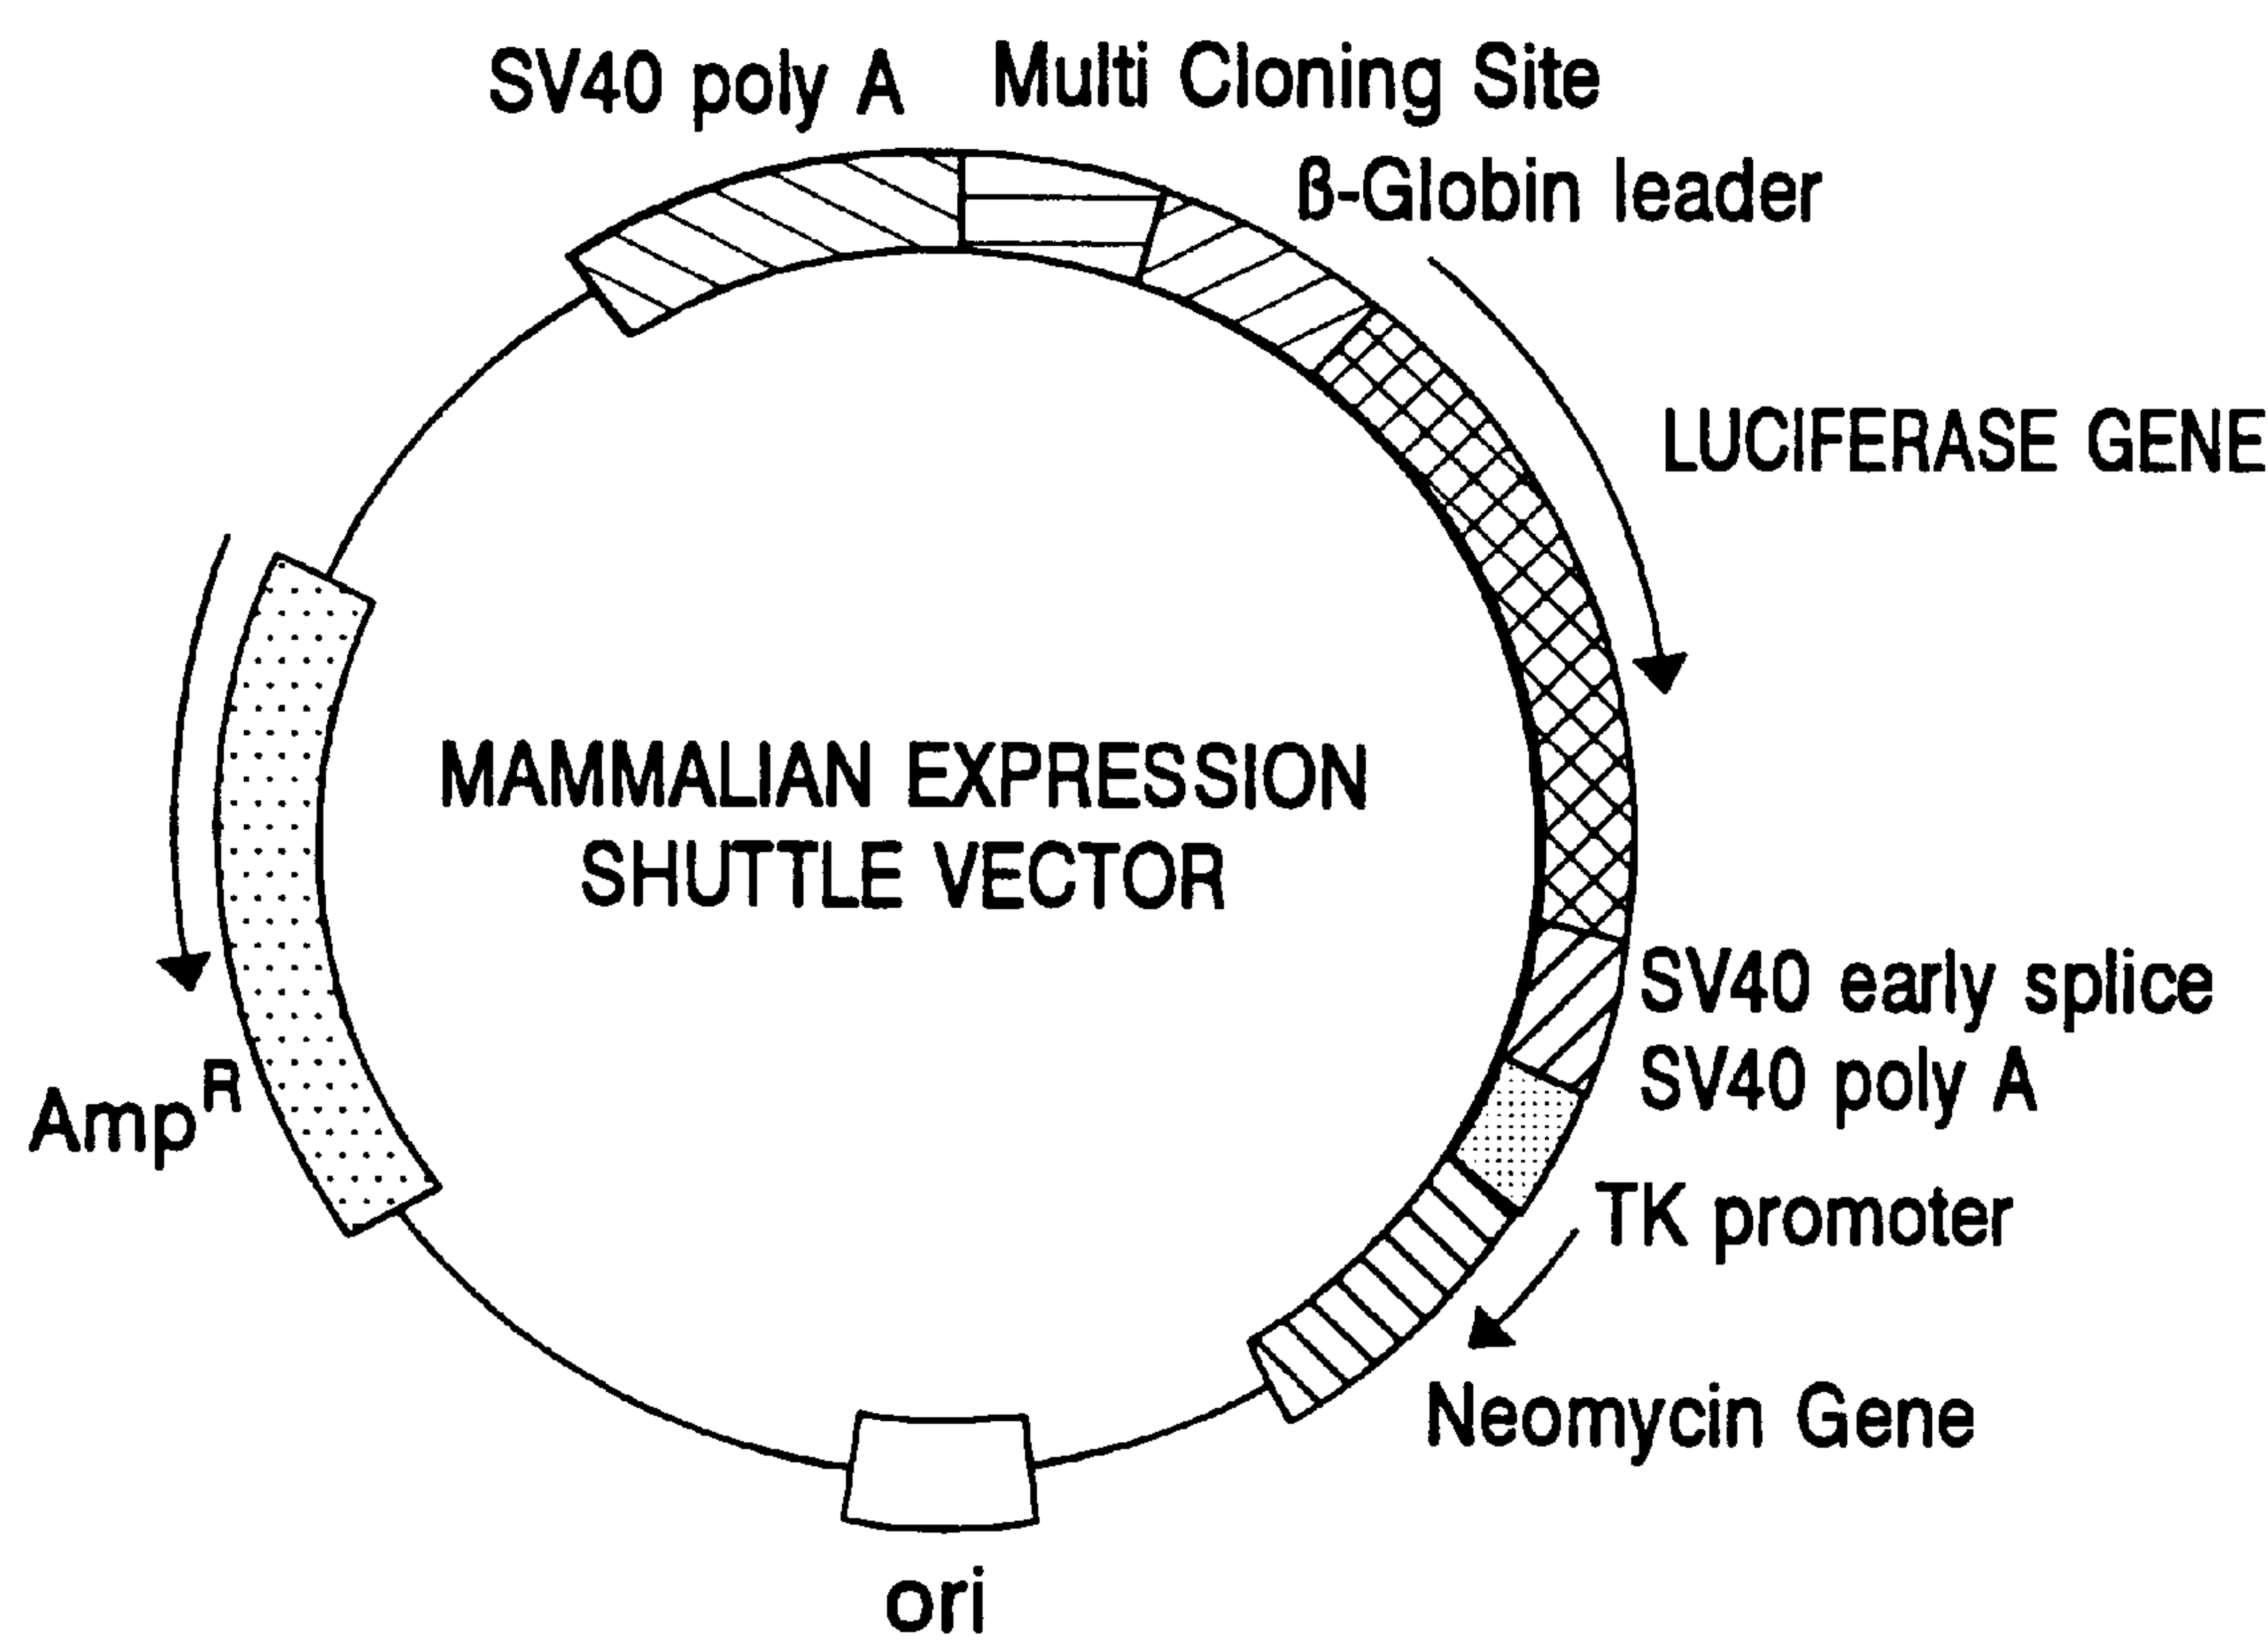 SV40 poly A
Multi Cloning Site
ß-Globin leader
LUCIFERASE GENE
MAMMALIAN EXPRESSION
SHUTTLE VECTOR
SV40 early splice
SV40 poly A
Amp^R
TK promoter
Neomycin Gene
ori